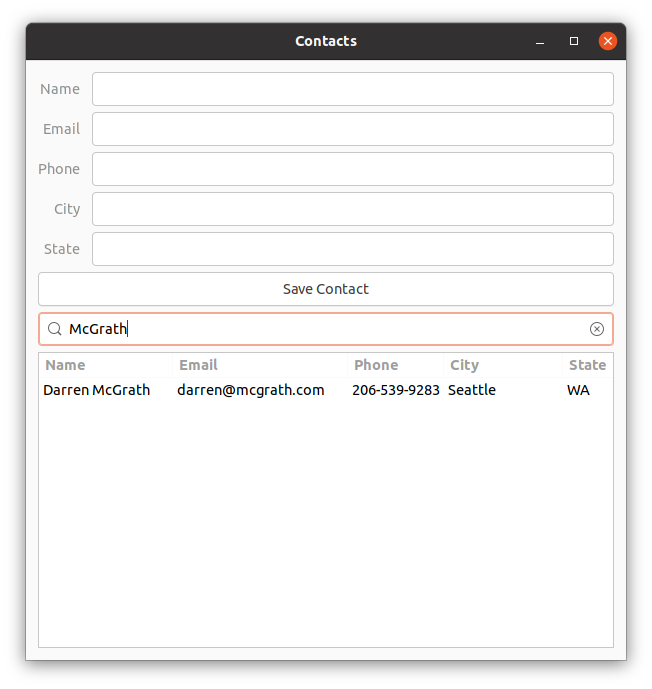 Contacts
Name
Email
Phone
City
State
Save Contact
McGrath
Name Email Phone City State
Darren McGrath darren@mcgrath.com 206-539-9283 Seattle WA